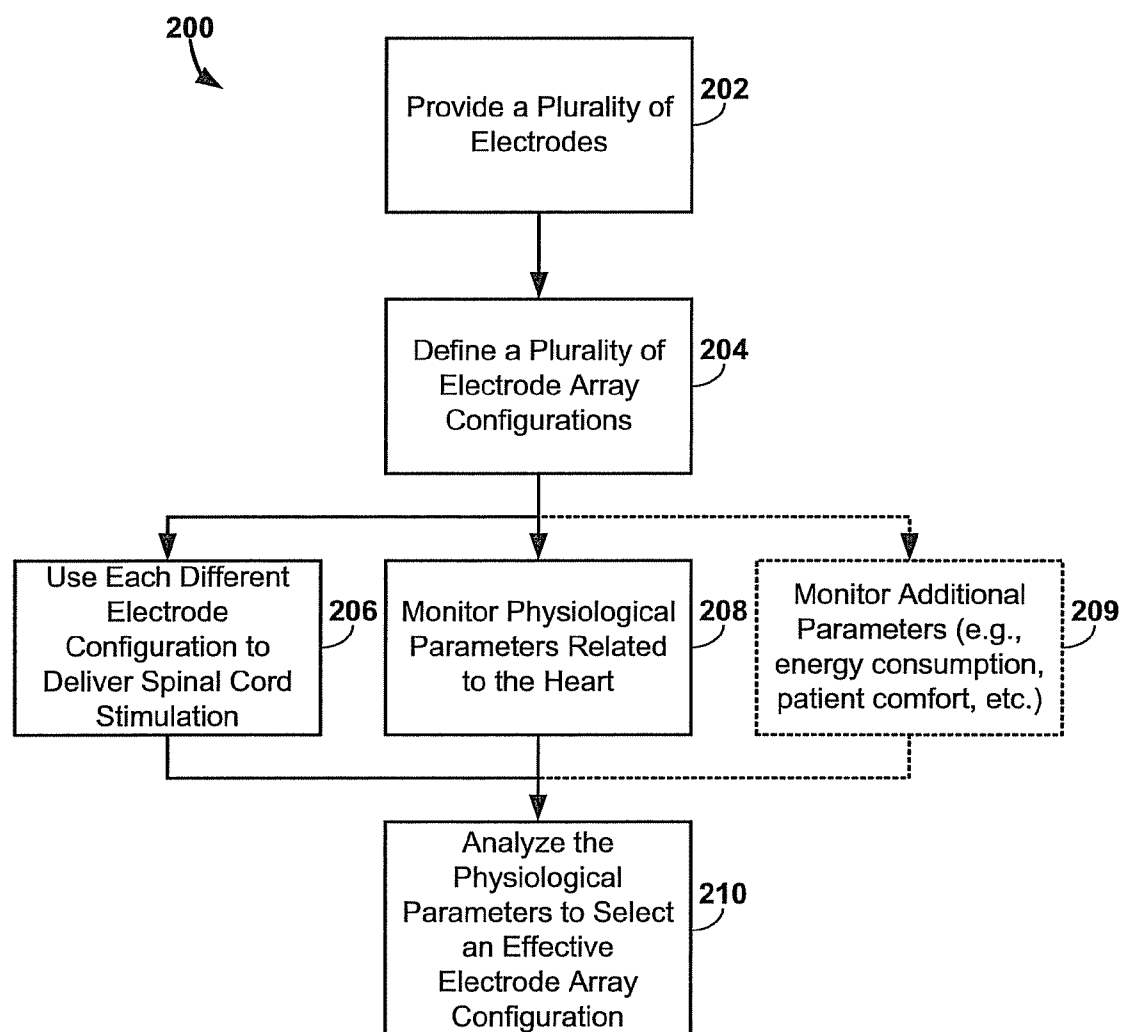 200
Provide a Plurality of
Electrodes
202
Define a Plurality of
Electrode Array
Configurations
204
Use Each Different
Electrode
Configuration to
Deliver Spinal Cord
Stimulation
206
Monitor Physiological
Parameters Related
to the Heart
208
Monitor Additional
Parameters (e.g.,
energy consumption,
patient comfort, etc.)
209
Analyze the
Physiological
Parameters to Select
an Effective
Electrode Array
Configuration
210